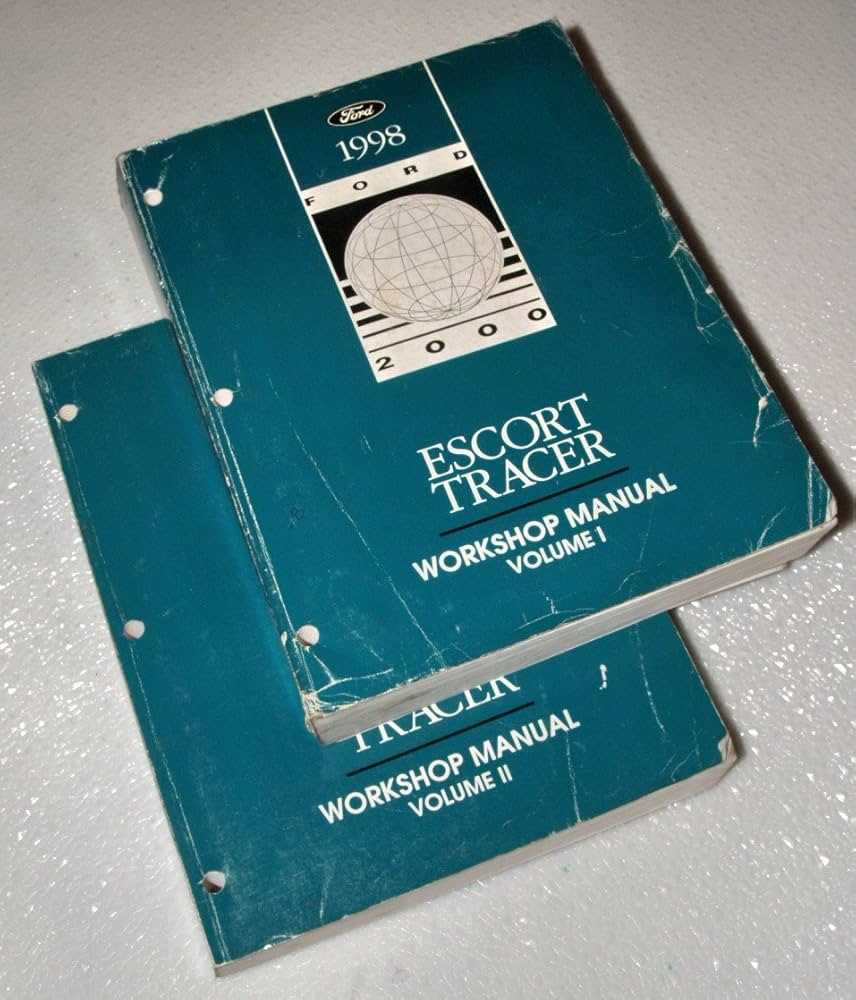 Ford
1998
FORD
2000
ESCORT
TRACER
WORKSHOP MANUAL
VOLUME I
TRACER
WORKSHOP MANUAL
VOLUME II